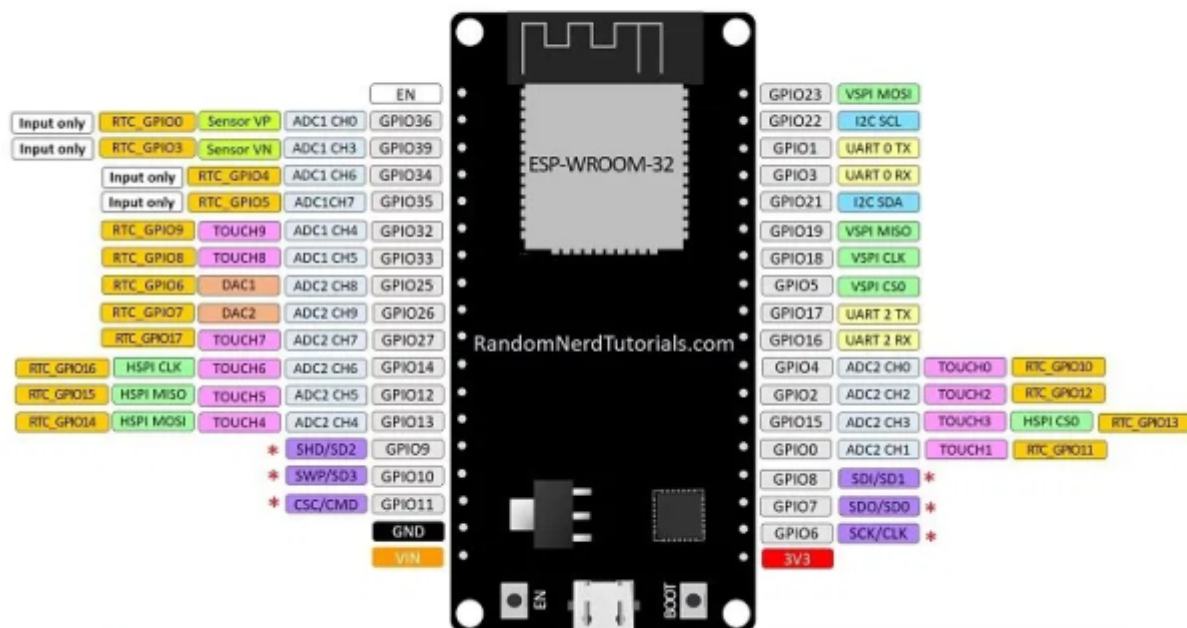 EN GPIO23 VSPI MOSI
Input only RTC_GPIO0 Sensor VP ADC1 CH0 GPIO36 GPIO22 I2C SCL
Input only RTC_GPIO3 Sensor VN ADC1 CH3 GPIO39 GPIO1 UART 0 TX
Input only RTC_GPIO4 ADC1 CH6 GPIO34 ESP-WROOM-32 GPIO3 UART 0 RX
Input only RTC_GPIO5 ADC1CH7 GPIO35 GPIO21 I2C SDA
RTC_GPIO9 TOUCH9 ADC1 CH4 GPIO32 GPIO19 VSPI MISO
RTC_GPIO8 TOUCH8 ADC1 CH5 GPIO33 GPIO18 VSPI CLK
RTC_GPIO6 DAC1 ADC2 CH8 GPIO25 GPIO5 VSPI CS0
RTC_GPIO7 DAC2 ADC2 CH9 GPIO26 GPIO17 UART 2 TX
RTC_GPIO17 TOUCH7 ADC2 CH7 GPIO27 RandomNerdTutorials.com GPIO16 UART 2 RX
RTC_GPIO16 HSPI CLK TOUCH6 ADC2 CH6 GPIO14 GPIO4 ADC2 CH0 TOUCH0 RTC_GPIO10
RTC_GPIO15 HSPI MISO TOUCH5 ADC2 CH5 GPIO12 GPIO2 ADC2 CH2 TOUCH2 RTC_GPIO12
RTC_GPIO14 HSPI MOSI TOUCH4 ADC2 CH4 GPIO13 GPIO15 ADC2 CH3 TOUCH3 HSPI CS0 RTC_GPIO13
* SHD/SD2 GPIO9 GPIO0 ADC2 CH1 TOUCH1 RTC_GPIO11
* SWP/SD3 GPIO10 GPIO8 SDI/SD1 *
* CSC/CMD GPIO11 GPIO7 SDO/SD0 *
GND GPIO6 SCK/CLK *
VIN 3V3
EN BOOT